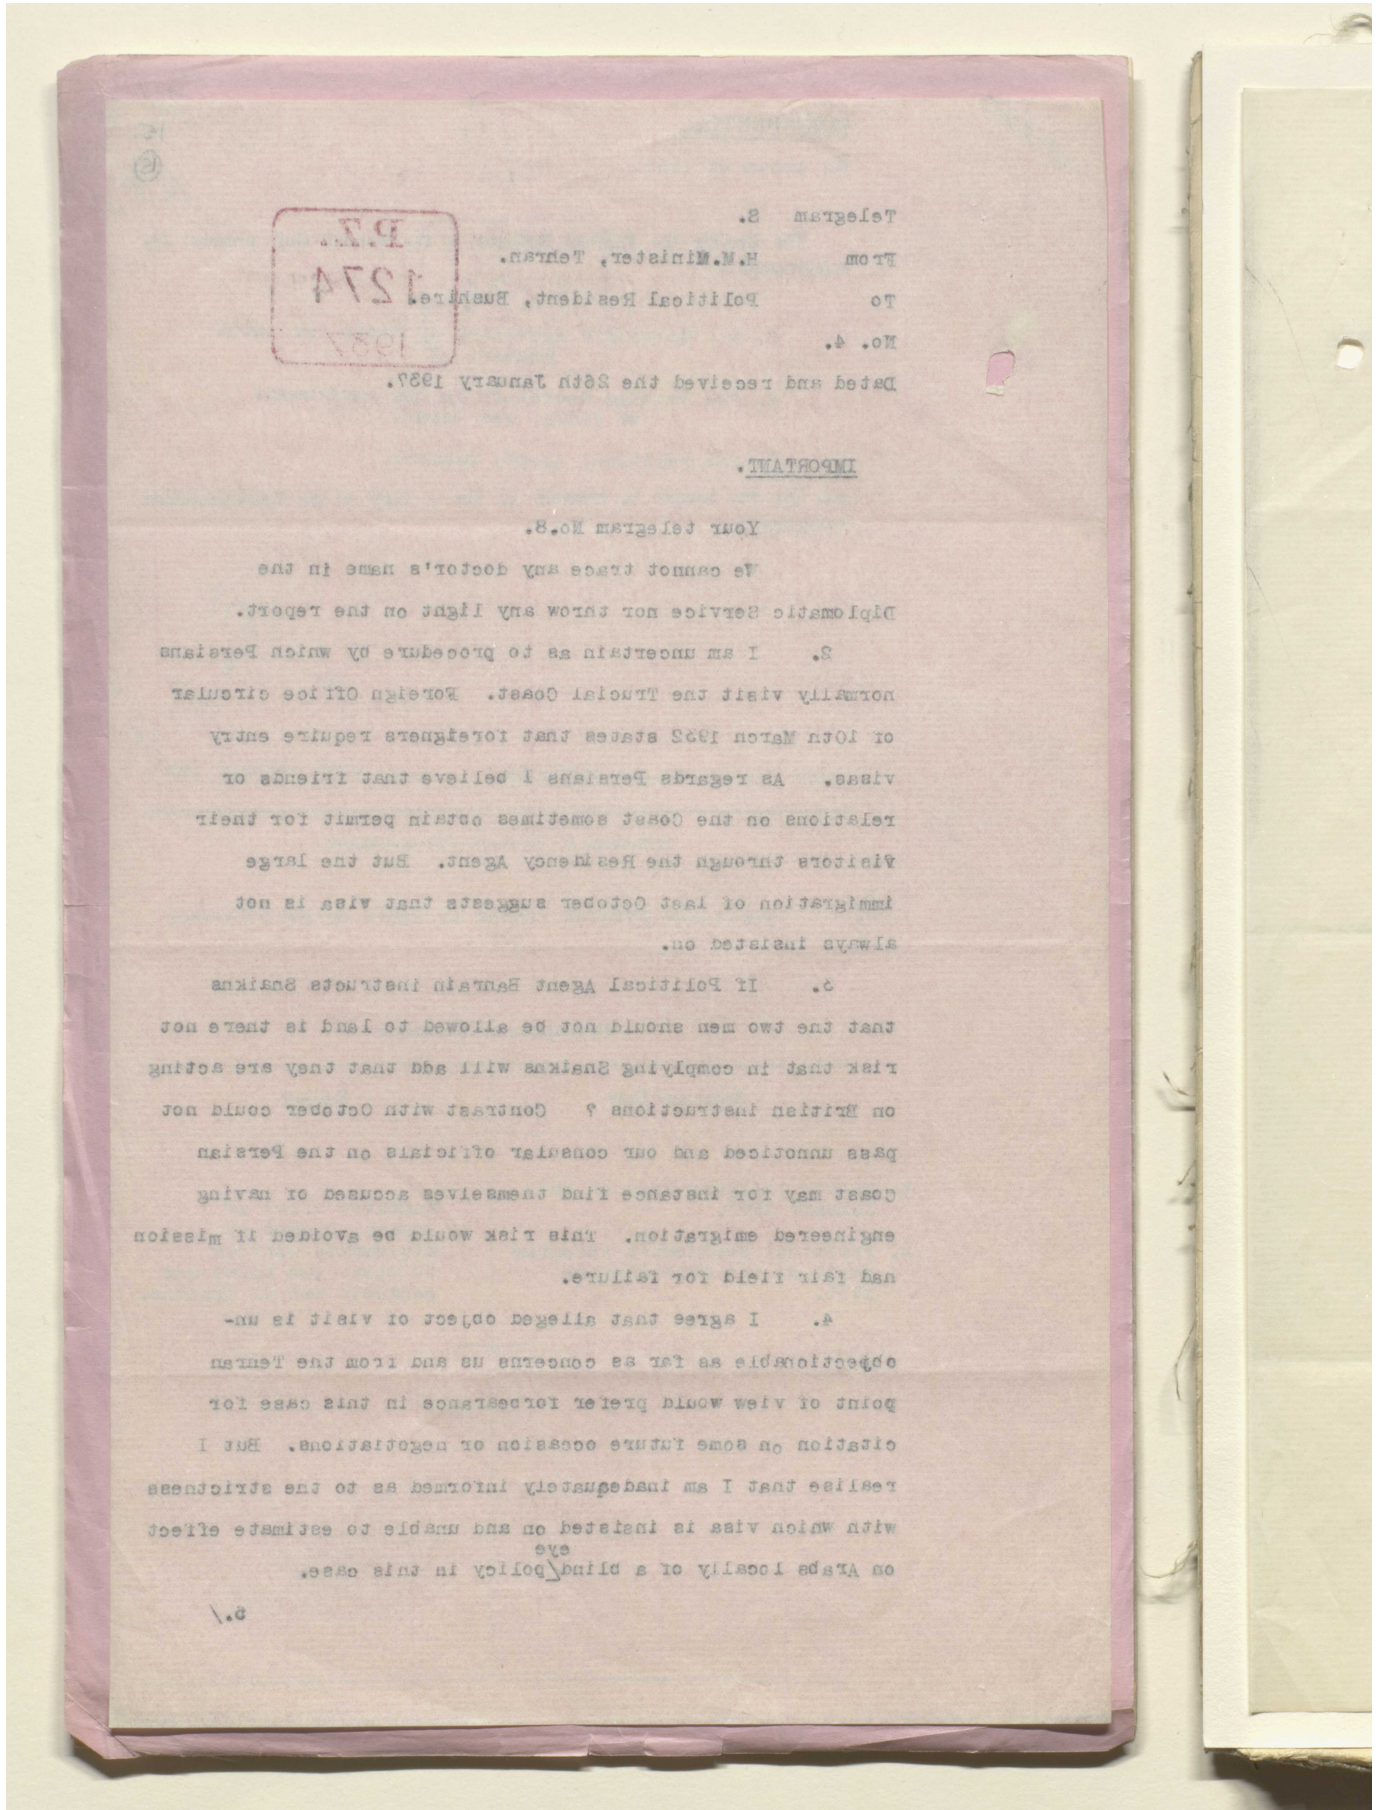 P.Z.
1274
1937
Telegram S.
From H.M.Minister, Tehran.
To Political Resident, Bushire.
No. 4.
Dated and received the 26th January 1937.
IMPORTANT.
Your telegram No.8.
We cannot trace any doctor's name in the
Diplomatic Service nor throw any light on the report.
2. I am uncertain as to procedure by which Persians
normally visit the Trucial Coast. Foreign Office circular
of 10th March 1932 states that foreigners require entry
visas. As regards Persians I believe that friends or
relations on the Coast sometimes obtain permit for their
visitors through the Residency Agent. But the large
immigration of last October suggests that visa is not
always insisted on.
3. If Political Agent Bahrain instructs Shaikhs
that the two men should not be allowed to land is there not
risk that in complying Shaikhs will add that they are acting
on British instructions ? Contrast with October could not
pass unnoticed and our consular officials on the Persian
Coast may for instance find themselves accused of having
engineered emigration. This risk would be avoided if mission
had fair field for failure.
4. I agree that alleged object of visit is un-
objectionable as far as concerns us and from the Tehran
point of view would prefer forbearance in this case for
citation on some future occasion or negotiations. But I
realise that I am inadequately informed as to the strictness
with which visa is insisted on and unable to estimate effect
eye
on Arabs locally of a blind/policy in this case.
5./